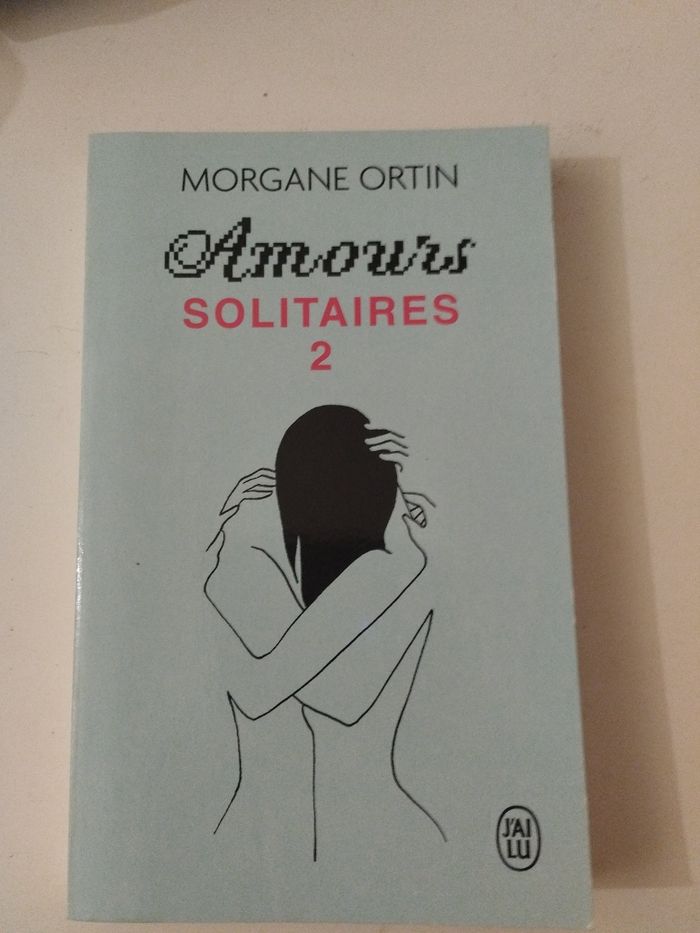 MORGANE ORTIN
Amours
SOLITAIRES
2
J'AI
LU